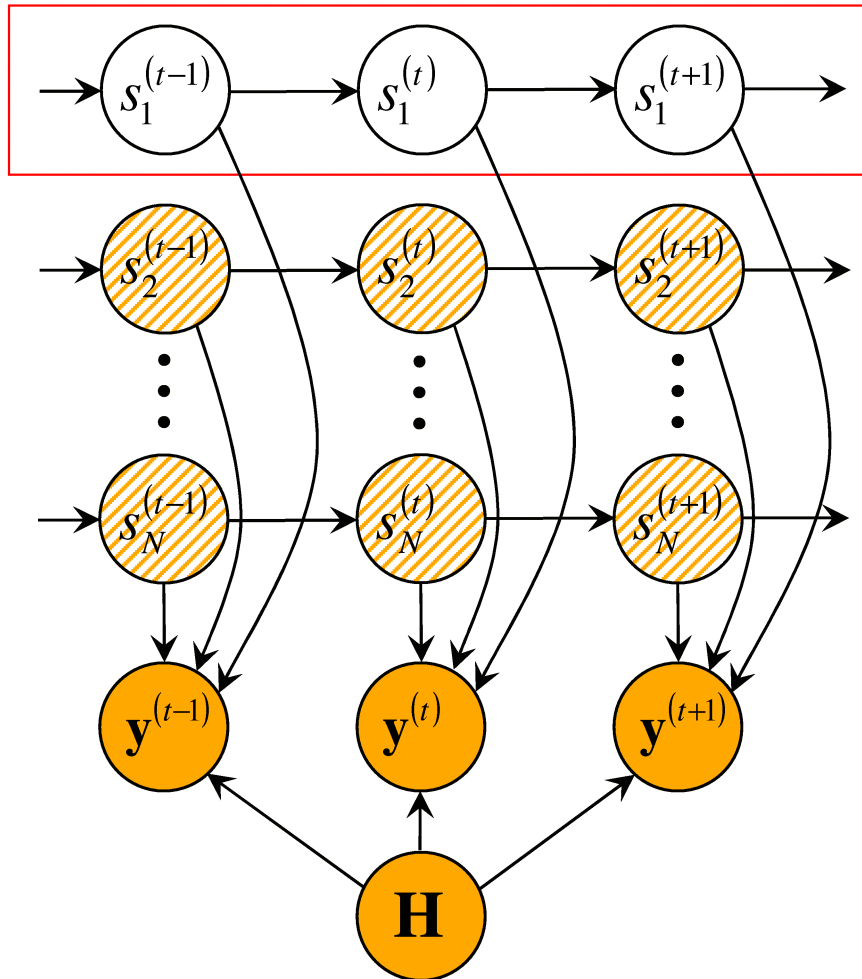 s_1^{(t-1)} s_1^{(t)} s_1^{(t+1)}
s_2^{(t-1)} s_2^{(t)} s_2^{(t+1)}
s_N^{(t-1)} s_N^{(t)} s_N^{(t+1)}
y^{(t-1)} y^{(t)} y^{(t+1)}
H